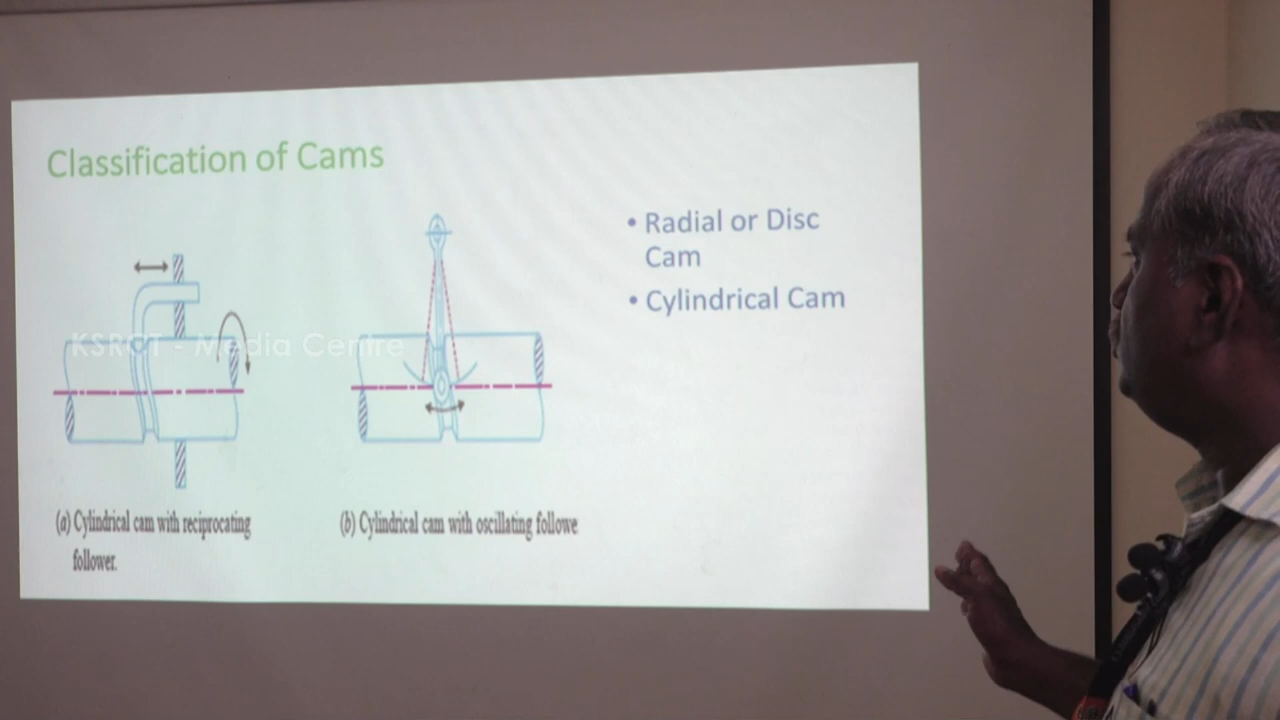 Classification of Cams
• Radial or Disc
Cam
• Cylindrical Cam
KSRCT - Media Centre
(a) Cylindrical cam with reciprocating
follower.
(b) Cylindrical cam with oscillating followe